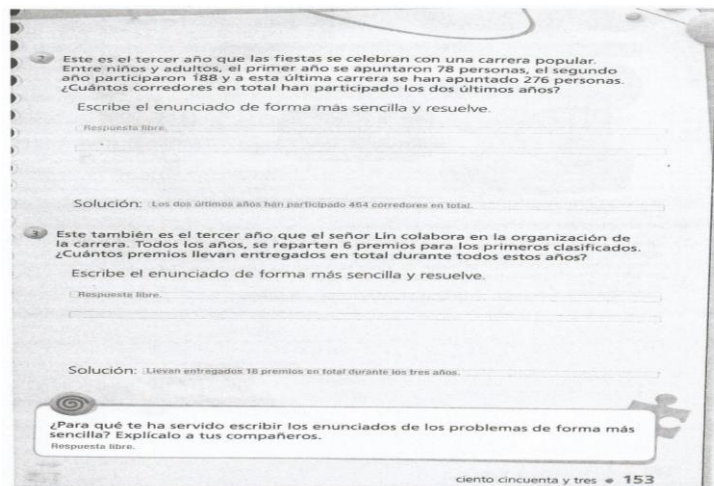 2 Este es el tercer año que las fiestas se celebran con una carrera popular.
Entre niños y adultos, el primer año se apuntaron 78 personas, el segundo
año participaron 188 y a esta última carrera se han apuntado 276 personas.
¿Cuántos corredores en total han participado los dos últimos años?
Escribe el enunciado de forma más sencilla y resuelve.
Respuesta libre.
Solución: Los dos últimos años han participado 464 corredores en total.
3 Este también es el tercer año que el señor Lin colabora en la organización de
la carrera. Todos los años, se reparten 6 premios para los primeros clasificados.
¿Cuántos premios llevan entregados en total durante todos estos años?
Escribe el enunciado de forma más sencilla y resuelve.
Respuesta libre.
Solución: Llevan entregados 18 premios en total durante los tres años.
¿Para qué te ha servido escribir los enunciados de los problemas de forma más
sencilla? Explícalo a tus compañeros.
Respuesta libre.
ciento cincuenta y tres 153